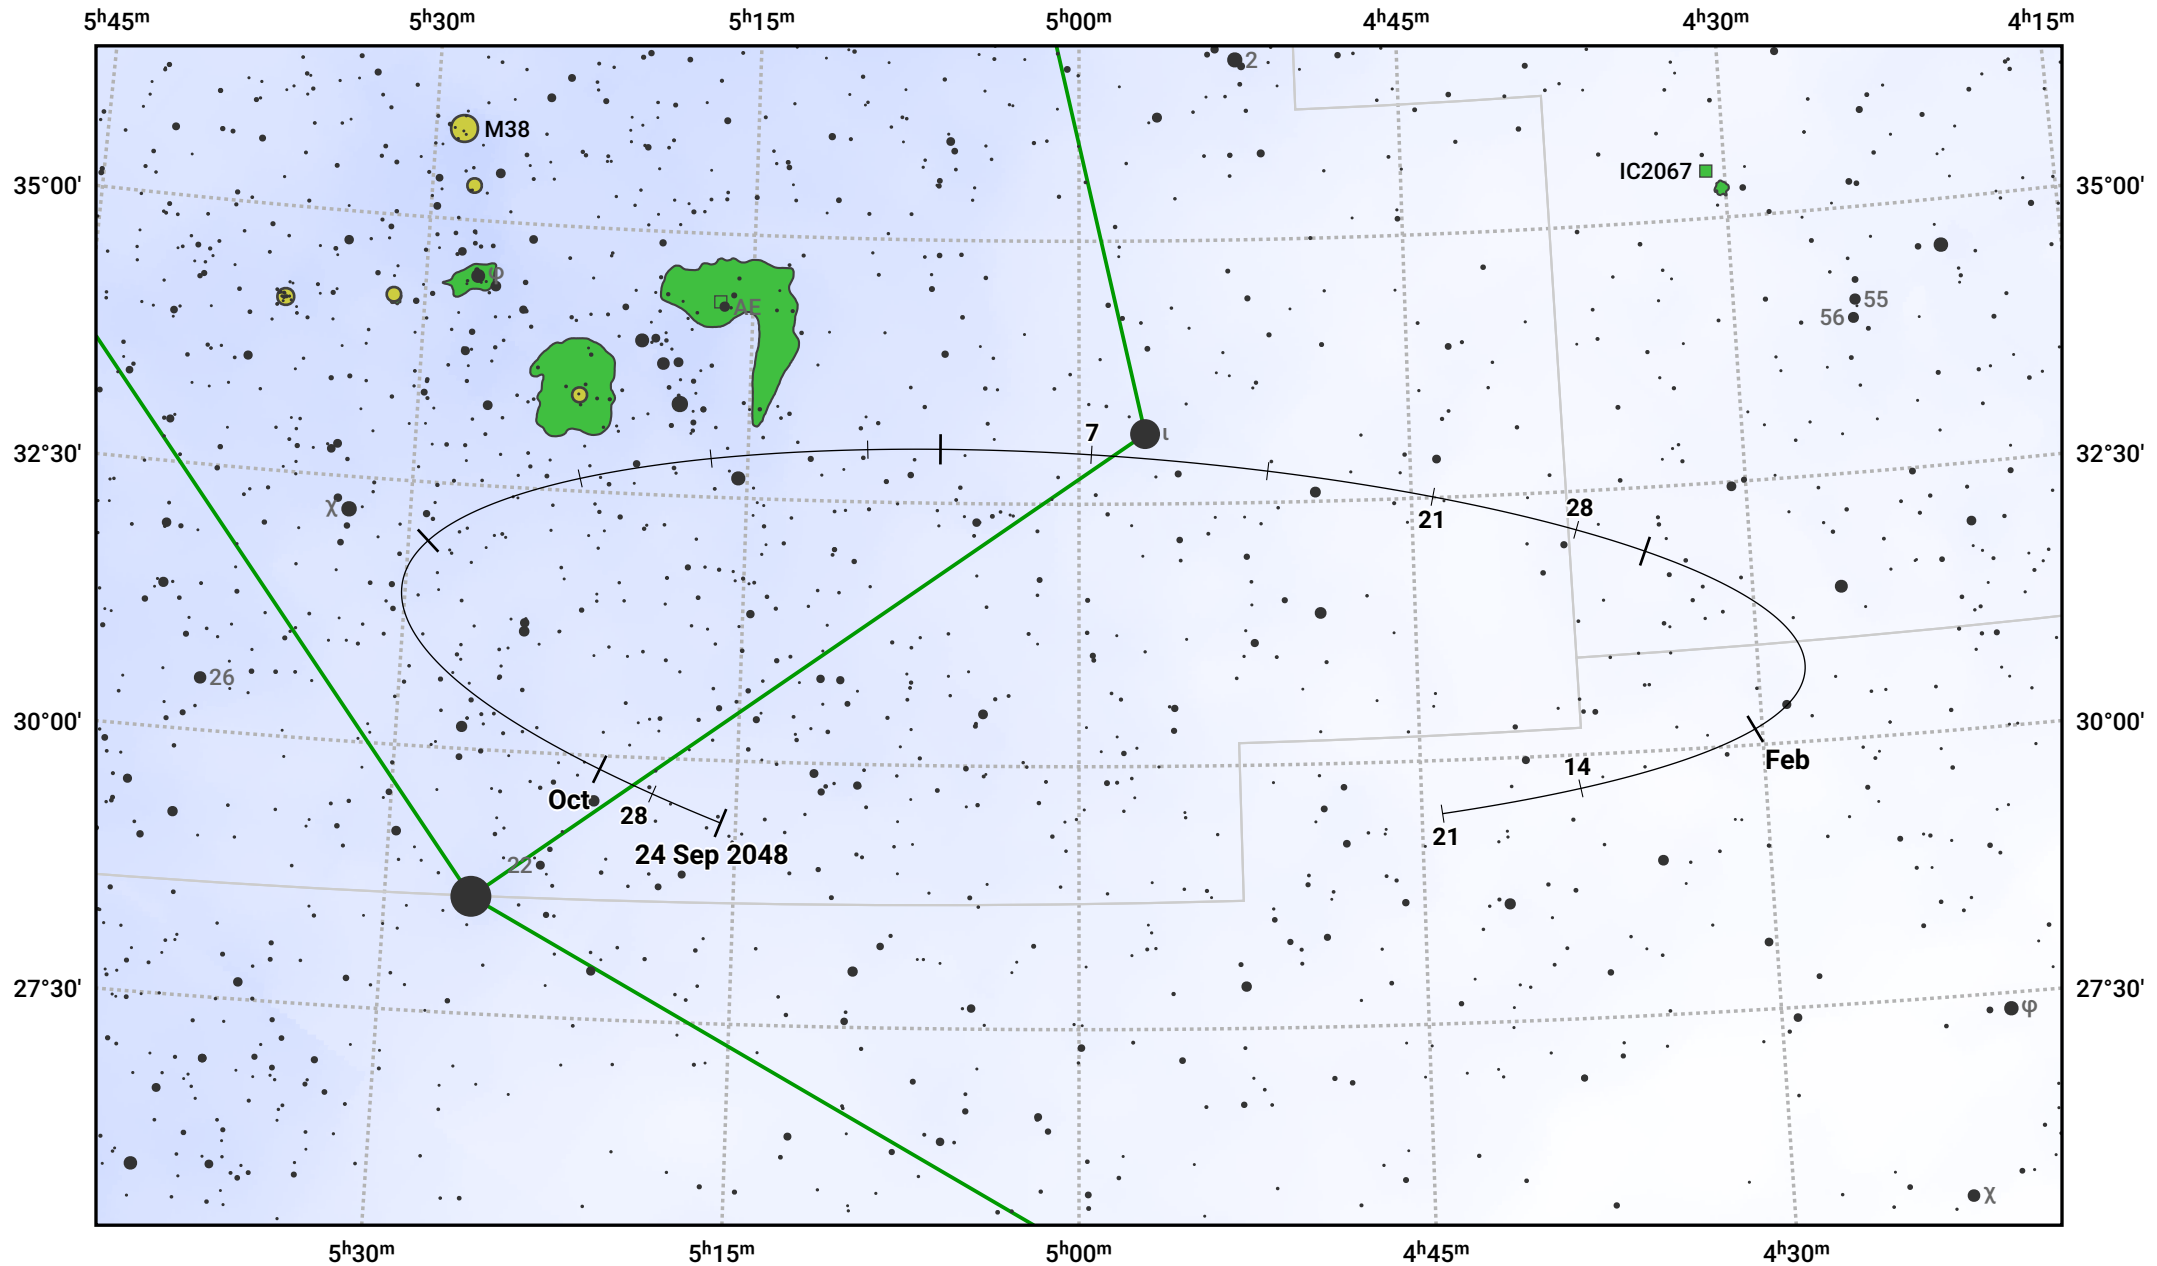 5h45m 5h30m 5h15m 5h00m 4h45m 4h30m 4h15m
2
M38
35°00' IC2067 35°00'
φ
AE 55
56
32°30' 7 ι 32°30'
χ 21 28
26
30°00' 30°00'
Feb
14
Oct 28
21
24 Sep 2048
22
27°30' 27°30'
φ
χ
5h30m 5h15m 5h00m 4h45m 4h30m